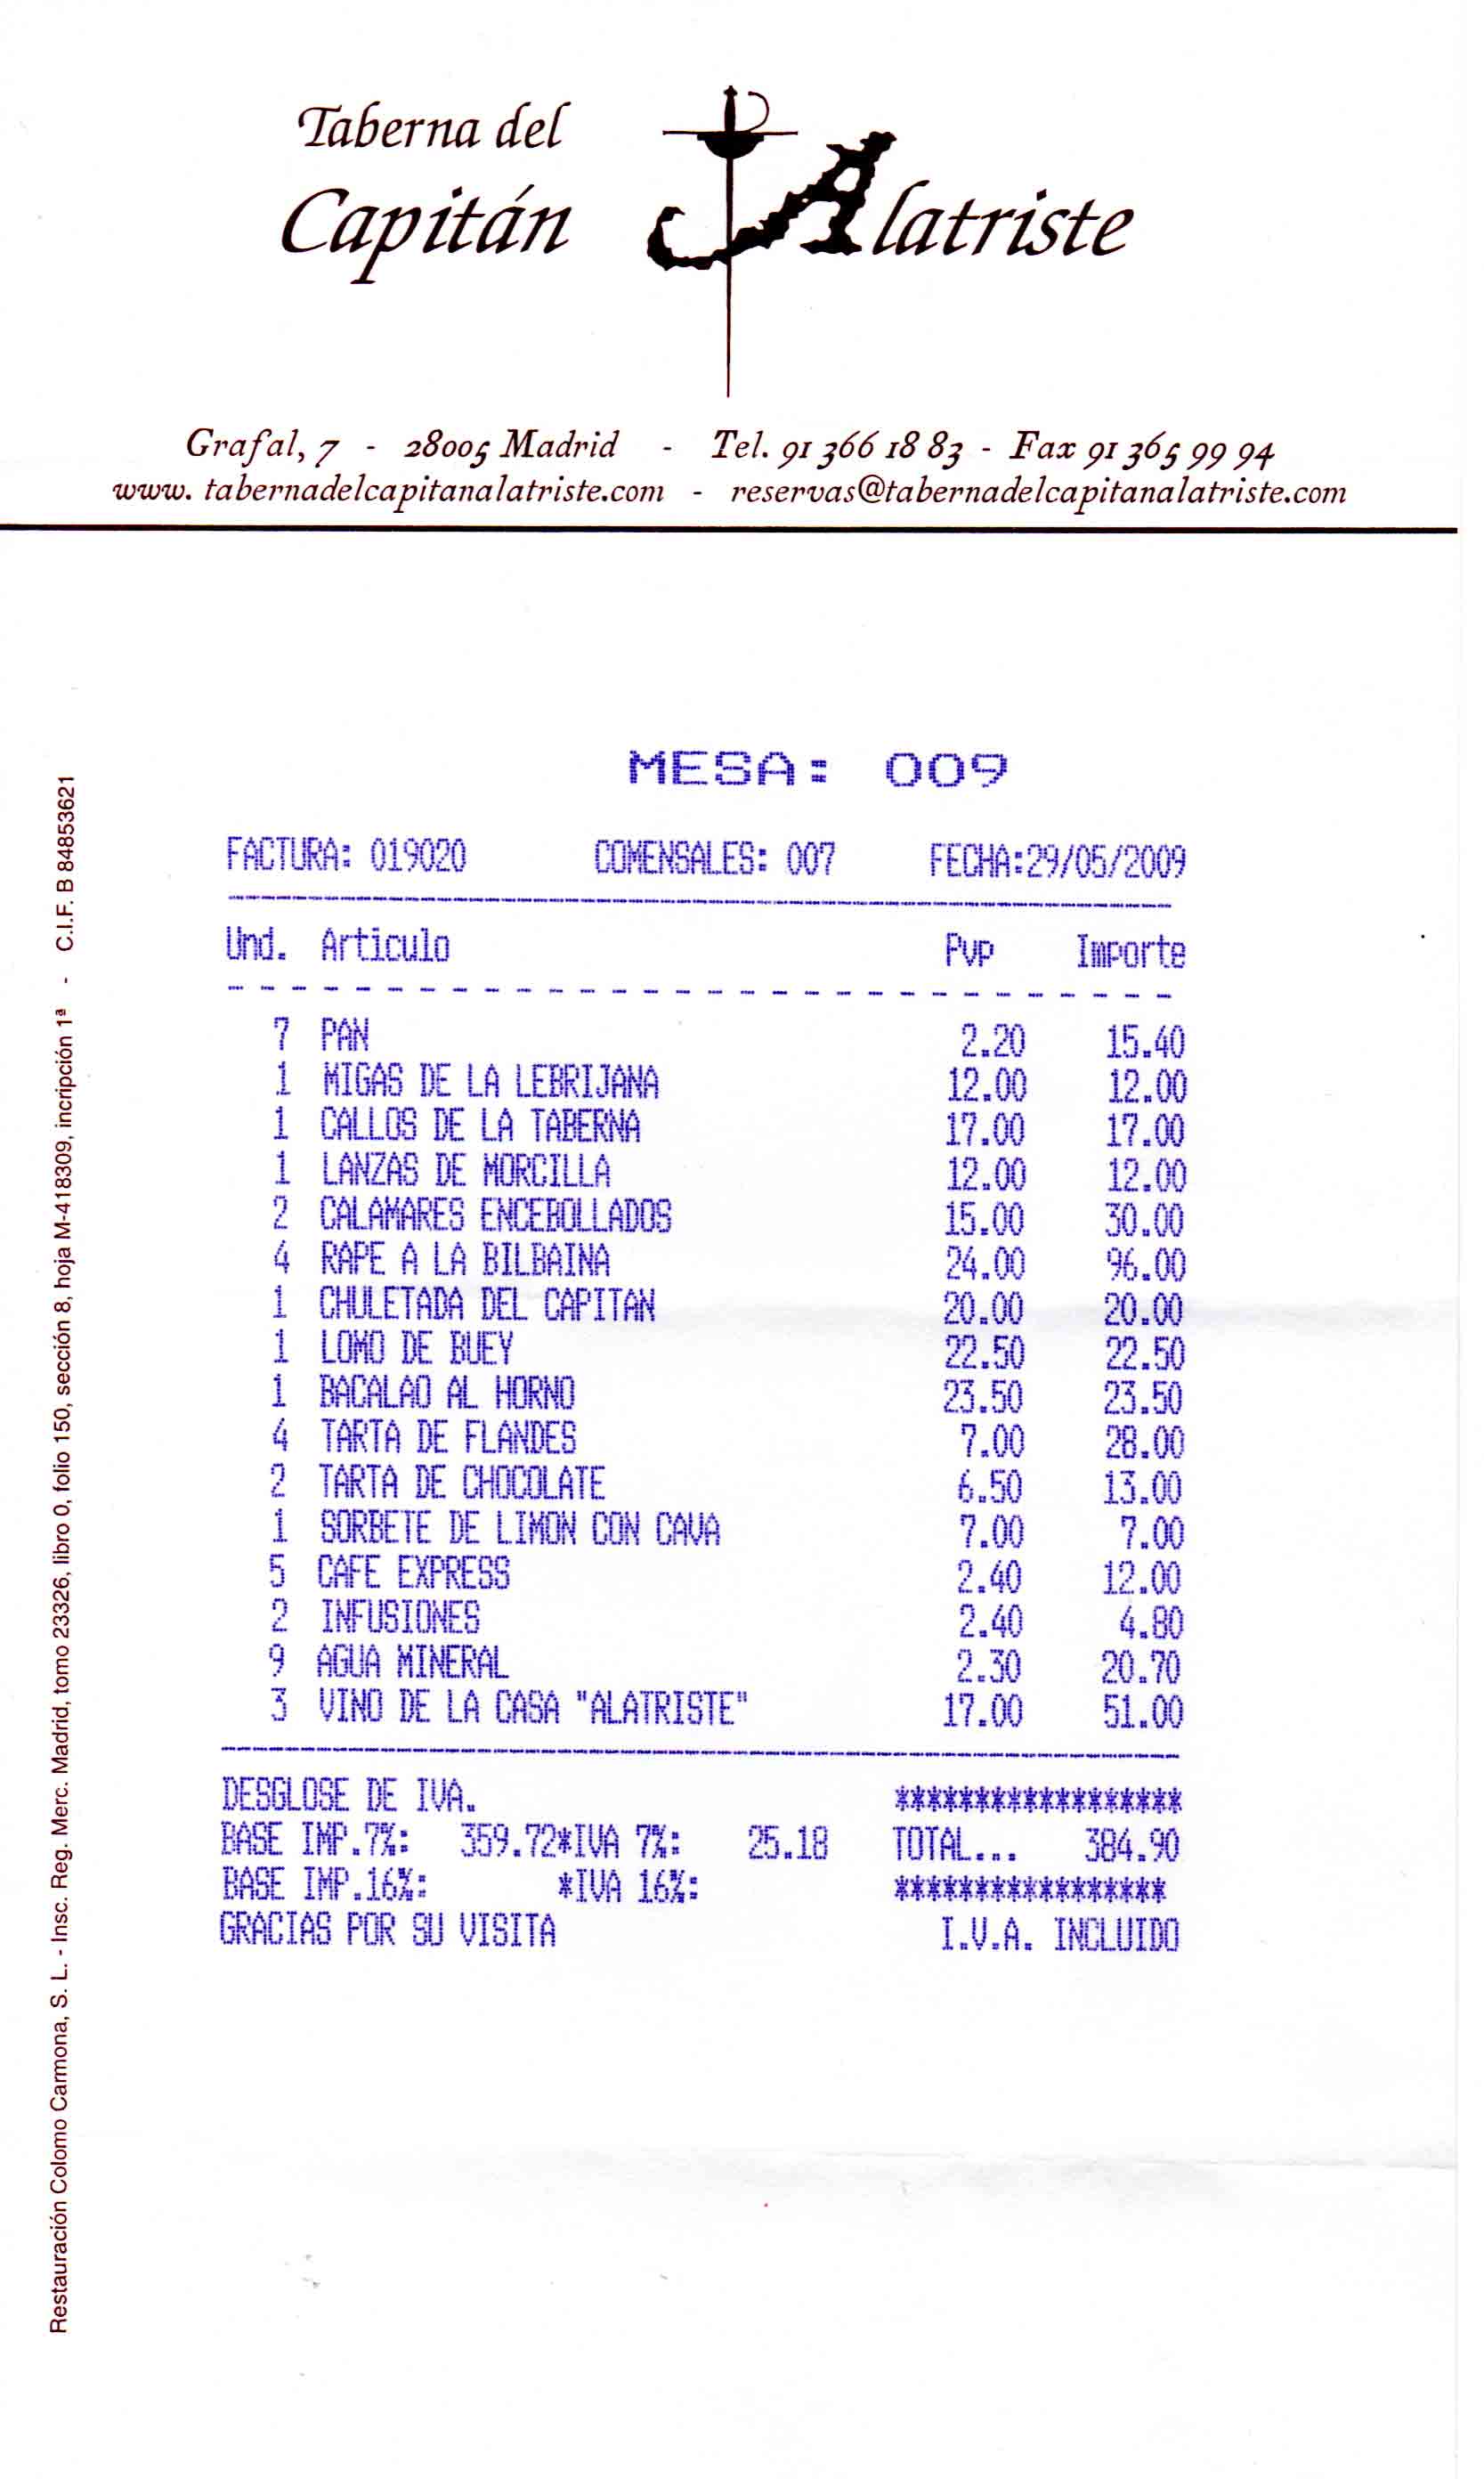 Taberna del
Capitán Alatriste
Grafal, 7 - 28005 Madrid - Tel. 91 366 18 83 - Fax 91 365 99 94
www. tabernadelcapitanalatriste.com - reservas@tabernadelcapitanalatriste.com
MESA: 009
FACTURA: 019020 COMENSALES: 007 FECHA:29/05/2009
Und. Articulo Pvp Importe
7 PAN 2.20 15.40
1 MIGAS DE LA LEBRIJANA 12.00 12.00
1 CALLOS DE LA TABERNA 17.00 17.00
1 LANZAS DE MORCILLA 12.00 12.00
2 CALAMARES ENCEBOLLADOS 15.00 30.00
4 RAPE A LA BILBAINA 24.00 96.00
1 CHULETADA DEL CAPITAN 20.00 20.00
1 LOMO DE BUEY 22.50 22.50
1 BACALAO AL HORNO 23.50 23.50
4 TARTA DE FLANDES 7.00 28.00
2 TARTA DE CHOCOLATE 6.50 13.00
1 SORBETE DE LIMON CON CAVA 7.00 7.00
5 CAFE EXPRESS 2.40 12.00
2 INFUSIONES 2.40 4.80
9 AGUA MINERAL 2.30 20.70
3 VINO DE LA CASA "ALATRISTE" 17.00 51.00
DESGLOSE DE IVA. ******************
BASE IMP.7%: 359.72*IVA 7%: 25.18 TOTAL... 384.90
BASE IMP.16%: *IVA 16%: *****************
GRACIAS POR SU VISITA I.V.A. INCLUIDO
Restauración Colomo Carmona, S. L. - Insc. Reg. Merc. Madrid, tomo 23326, libro 0, folio 150, sección 8, hoja M-418309, incripción 1ª - C.I.F. B 84853621